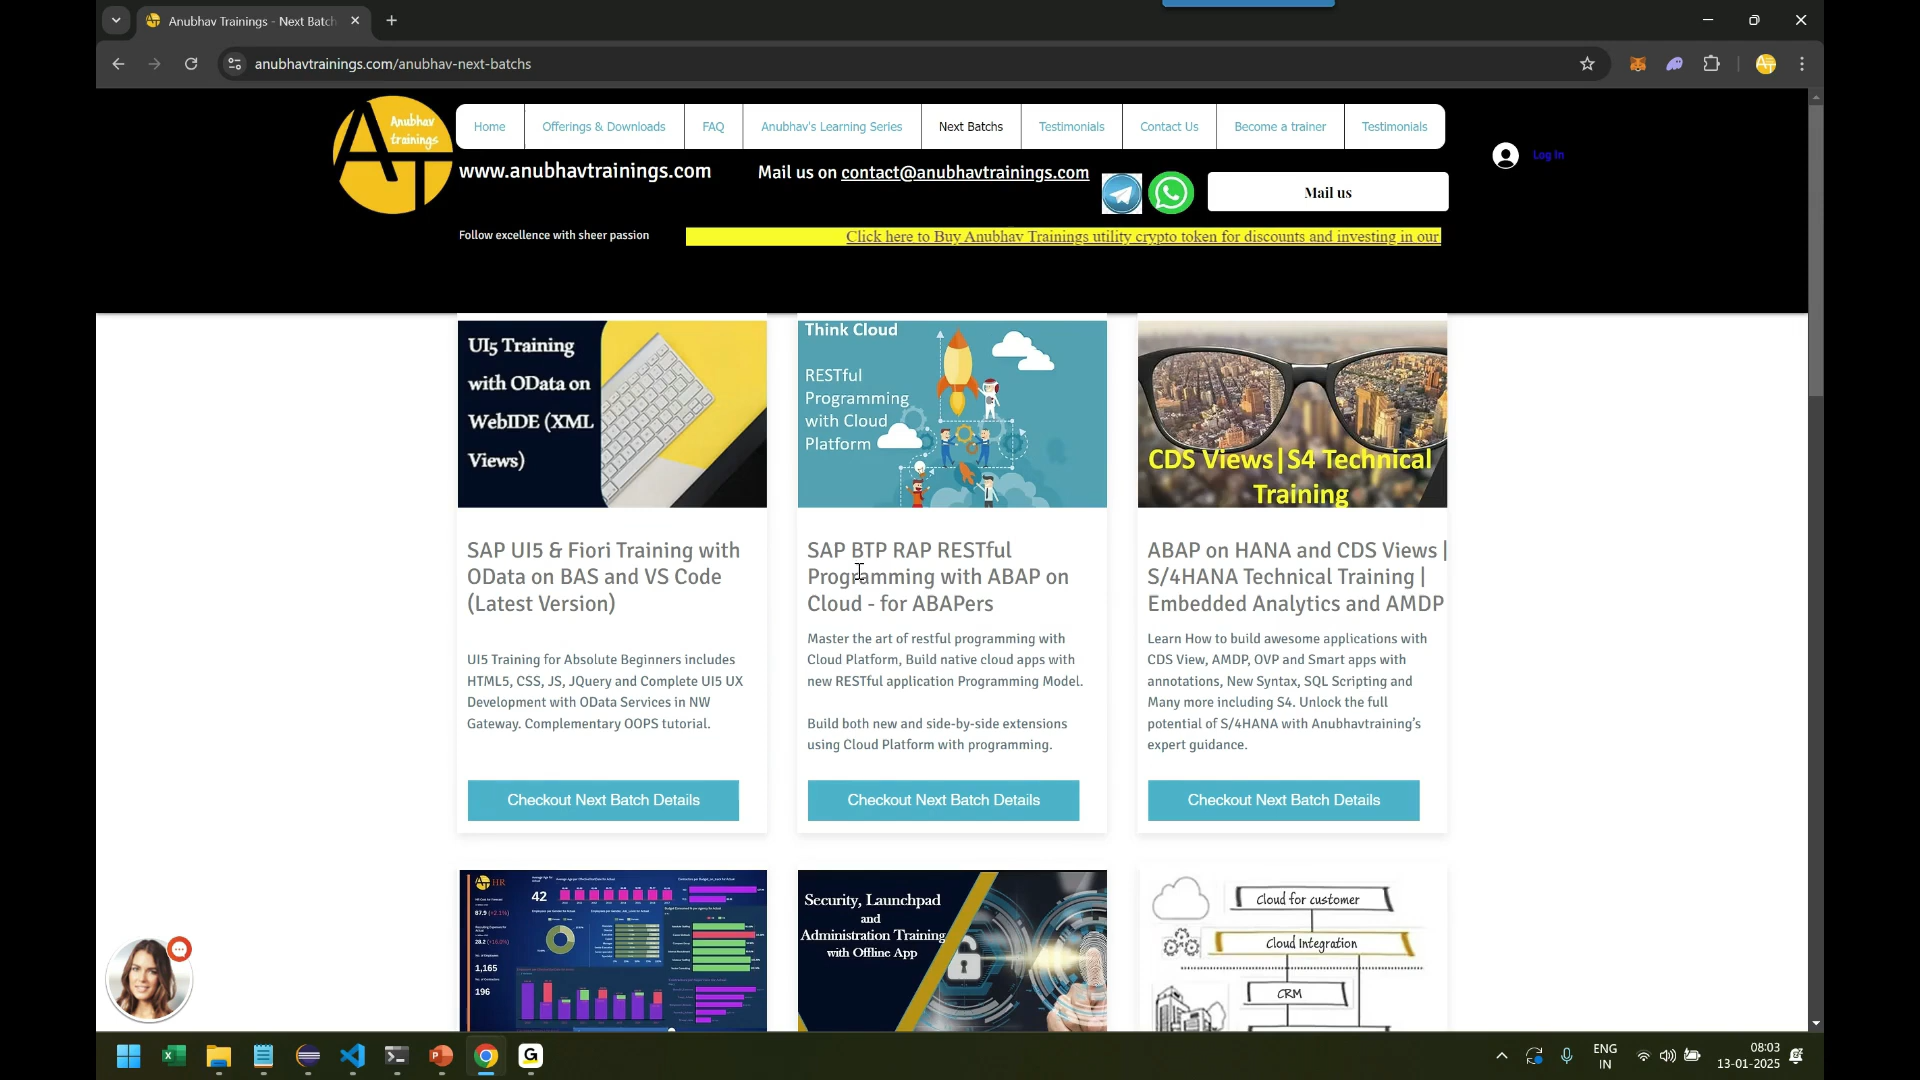 Anubhav Trainings - Next Batch
anubhavtrainings.com/anubhav-next-batchs
Anubhav
trainings
Home
Offerings & Downloads
FAQ
Anubhav's Learning Series
Next Batchs
Testimonials
Contact Us
Become a trainer
Testimonials
Log In
www.anubhavtrainings.com
Mail us on contact@anubhavtrainings.com
Mail us
Follow excellence with sheer passion
Click here to Buy Anubhav Trainings utility crypto token for discounts and investing in our
UI5 Training
with OData on
WebIDE (XML
Views)
Think Cloud
RESTful
Programming
with Cloud
Platform
CDS Views|S4 Technical
Training
SAP UI5 & Fiori Training with
OData on BAS and VS Code
(Latest Version)
UI5 Training for Absolute Beginners includes
HTML5, CSS, JS, JQuery and Complete UI5 UX
Development with OData Services in NW
Gateway. Complementary OOPS tutorial.
Checkout Next Batch Details
SAP BTP RAP RESTful
Programming with ABAP on
Cloud - for ABAPers
Master the art of restful programming with
Cloud Platform, Build native cloud apps with
new RESTful application Programming Model.
Build both new and side-by-side extensions
using Cloud Platform with programming.
Checkout Next Batch Details
ABAP on HANA and CDS Views |
S/4HANA Technical Training |
Embedded Analytics and AMDP
Learn How to build awesome applications with
CDS View, AMDP, OVP and Smart apps with
annotations, New Syntax, SQL Scripting and
Many more including S4. Unlock the full
potential of S/4HANA with Anubhavtraining's
expert guidance.
Checkout Next Batch Details
HR
42
87.9
28.2
1,165
196
Security, Launchpad
and
Administration Training
with Offline App
Cloud for customer
Cloud Integration
CRM
ENG
IN
08:03
13-01-2025